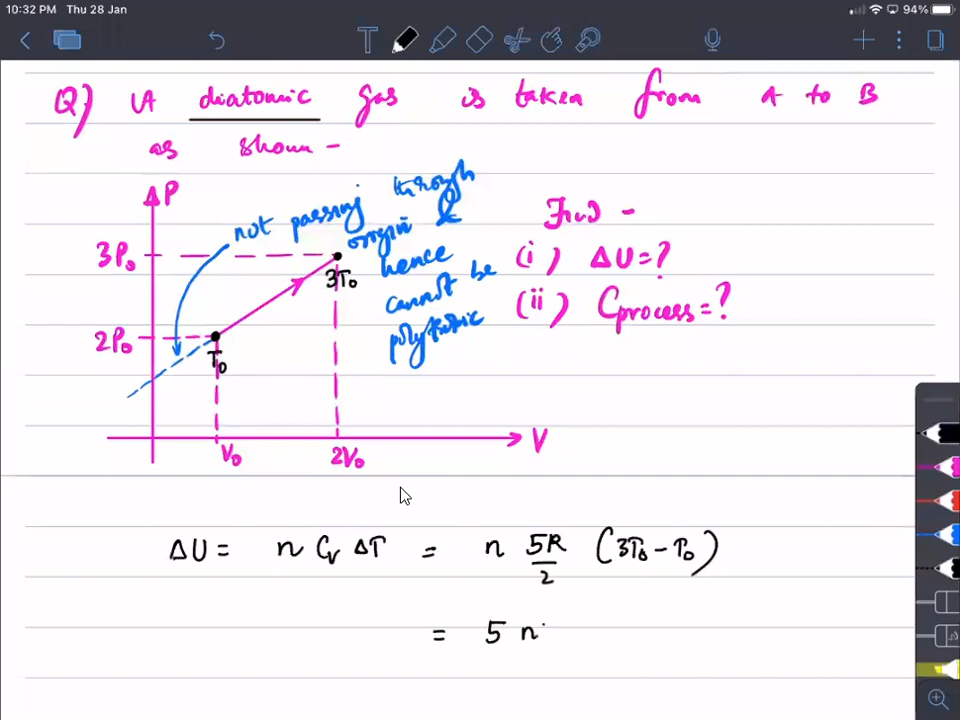 10:32 PM Thu 28 Jan
94%
Q) A diatomic gas is taken from A to B
as shown -
P
3P₀
2P₀
not passing through
origin &
hence
cannot be
polytropic
3T₀
T₀
V₀
2V₀
V
Find -
(i) ΔU=?
(ii) Cprocess=?
ΔU = n Cv ΔT = n 5R/2 (3T₀-T₀)
= 5 n